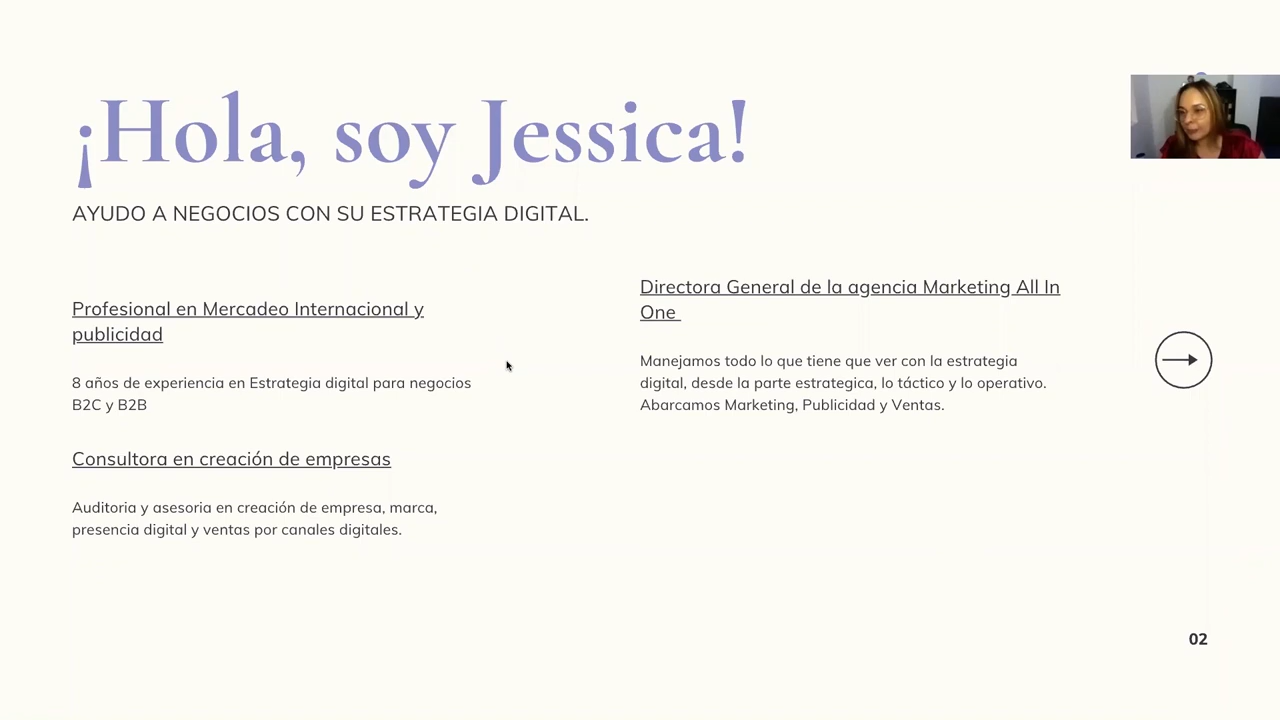 ¡Hola, soy Jessica!
AYUDO A NEGOCIOS CON SU ESTRATEGIA DIGITAL.
Profesional en Mercadeo Internacional y
publicidad
8 años de experiencia en Estrategia digital para negocios
B2C y B2B
Consultora en creación de empresas
Auditoria y asesoria en creación de empresa, marca,
presencia digital y ventas por canales digitales.
Directora General de la agencia Marketing All In
One
Manejamos todo lo que tiene que ver con la estrategia
digital, desde la parte estrategica, lo táctico y lo operativo.
Abarcamos Marketing, Publicidad y Ventas.
02